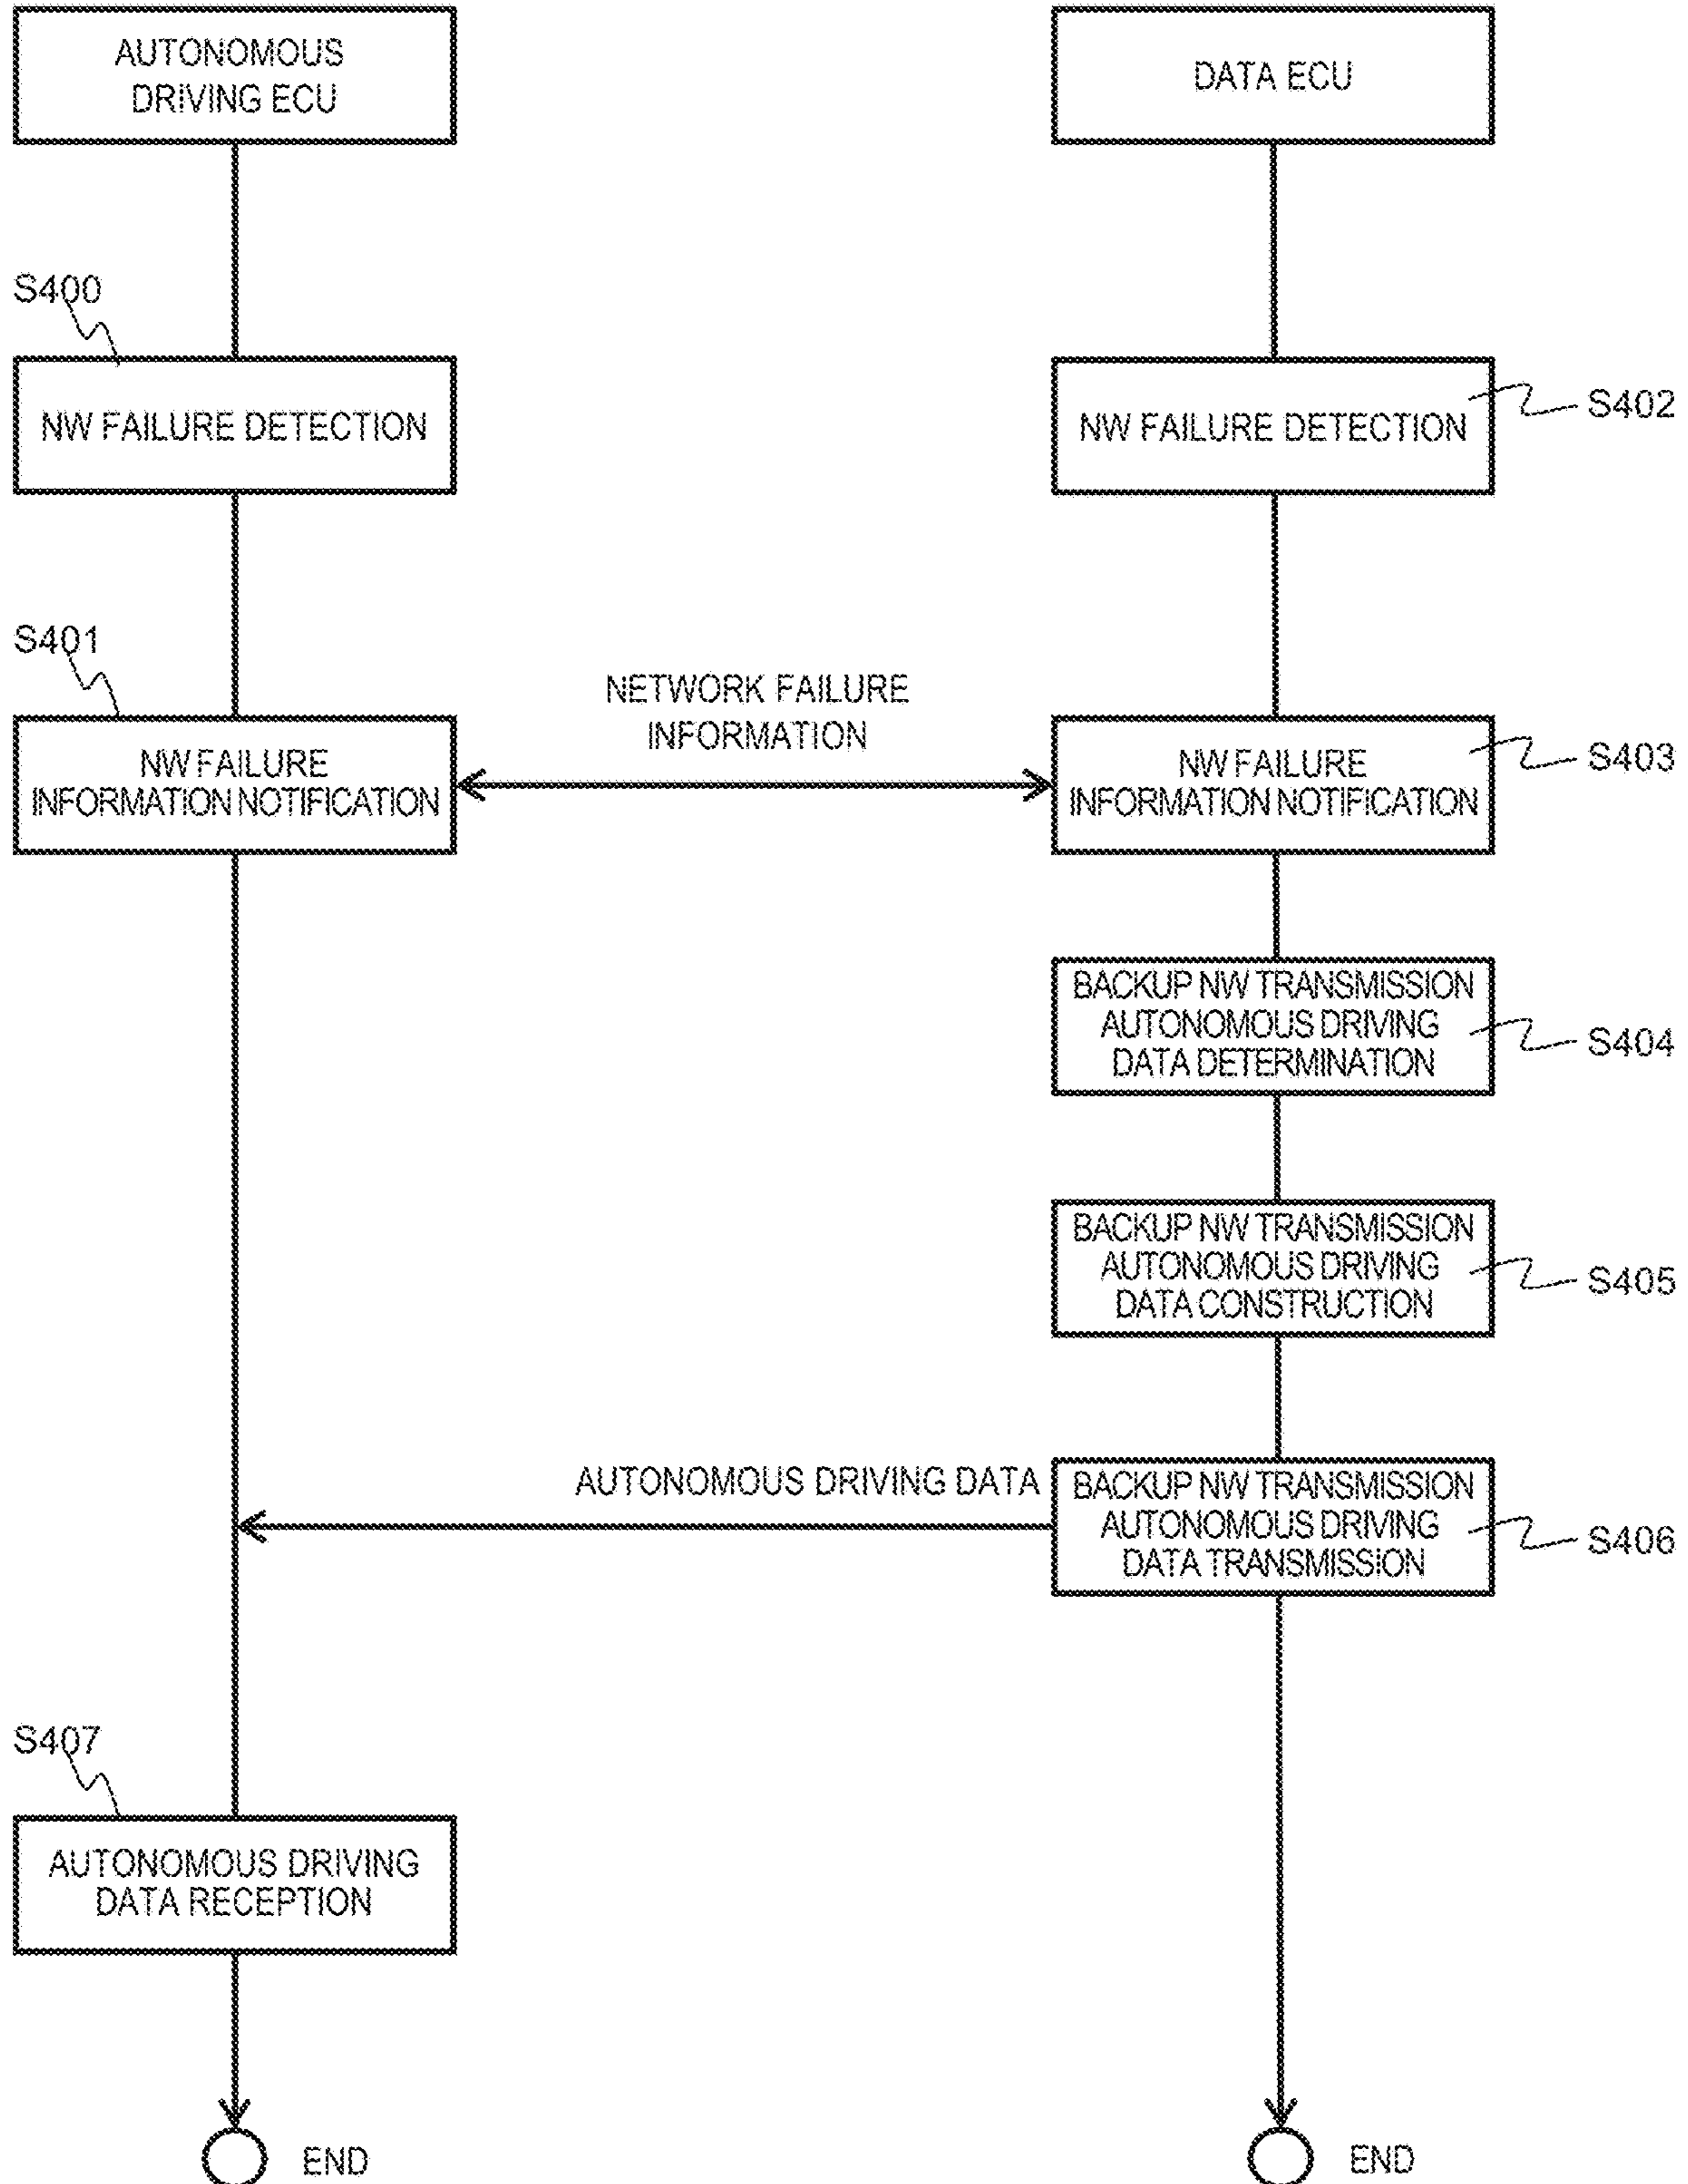 AUTONOMOUS
DRIVING ECU
DATA ECU
S400
NW FAILURE DETECTION
NW FAILURE DETECTION
S402
S401
NETWORK FAILURE
INFORMATION
NW FAILURE
INFORMATION NOTIFICATION
NW FAILURE
INFORMATION NOTIFICATION
S403
BACKUP NW TRANSMISSION
AUTONOMOUS DRIVING
DATA DETERMINATION
S404
BACKUP NW TRANSMISSION
AUTONOMOUS DRIVING
DATA CONSTRUCTION
S405
AUTONOMOUS DRIVING DATA
BACKUP NW TRANSMISSION
AUTONOMOUS DRIVING
DATA TRANSMISSION
S406
S407
AUTONOMOUS DRIVING
DATA RECEPTION
END
END